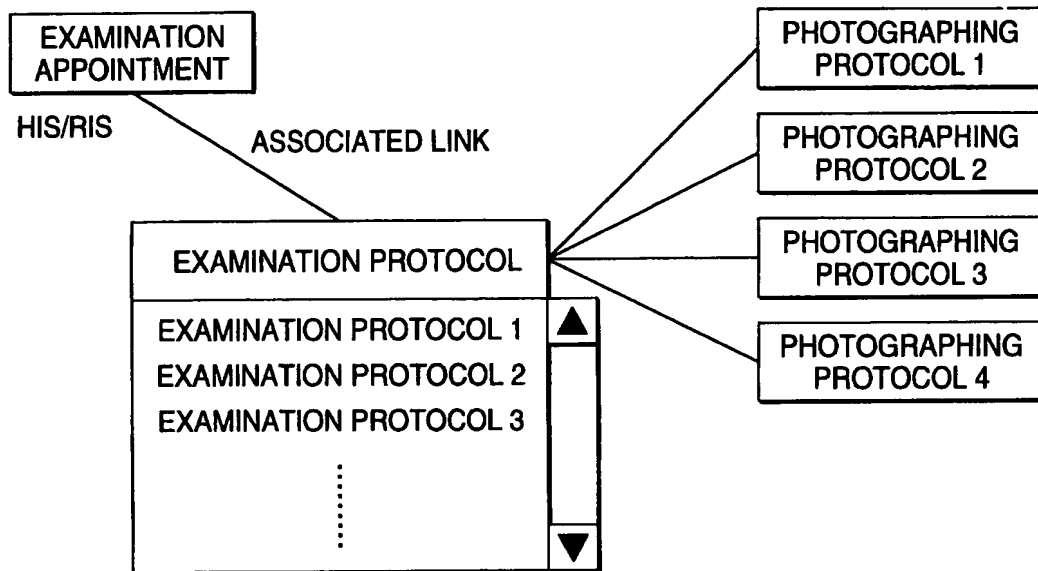 EXAMINATION
APPOINTMENT
HIS/RIS
ASSOCIATED LINK
EXAMINATION PROTOCOL
EXAMINATION PROTOCOL 1
EXAMINATION PROTOCOL 2
EXAMINATION PROTOCOL 3
PHOTOGRAPHING
PROTOCOL 1
PHOTOGRAPHING
PROTOCOL 2
PHOTOGRAPHING
PROTOCOL 3
PHOTOGRAPHING
PROTOCOL 4